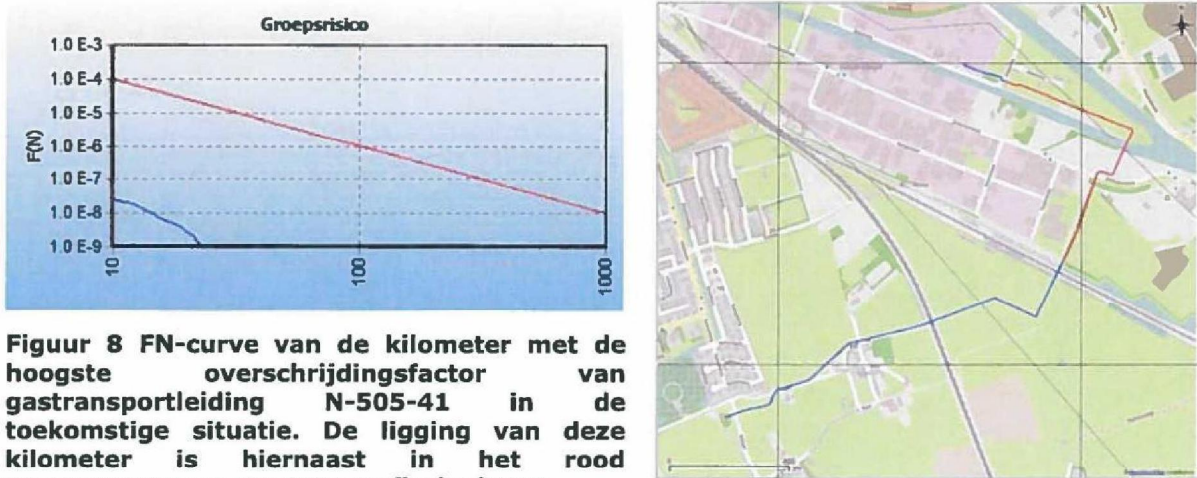 Groepsrisico
1.0 E-3
1.0 E-4
1.0 E-5
1.0 E-6
1.0 E-7
1.0 E-8
1.0 E-9
F(N)
10
100
1000
Figuur 8 FN-curve van de kilometer met de
hoogste overschrijdingsfactor van
gastransportleiding N-505-41 in de
toekomstige situatie. De ligging van deze
kilometer is hiernaast in het rood